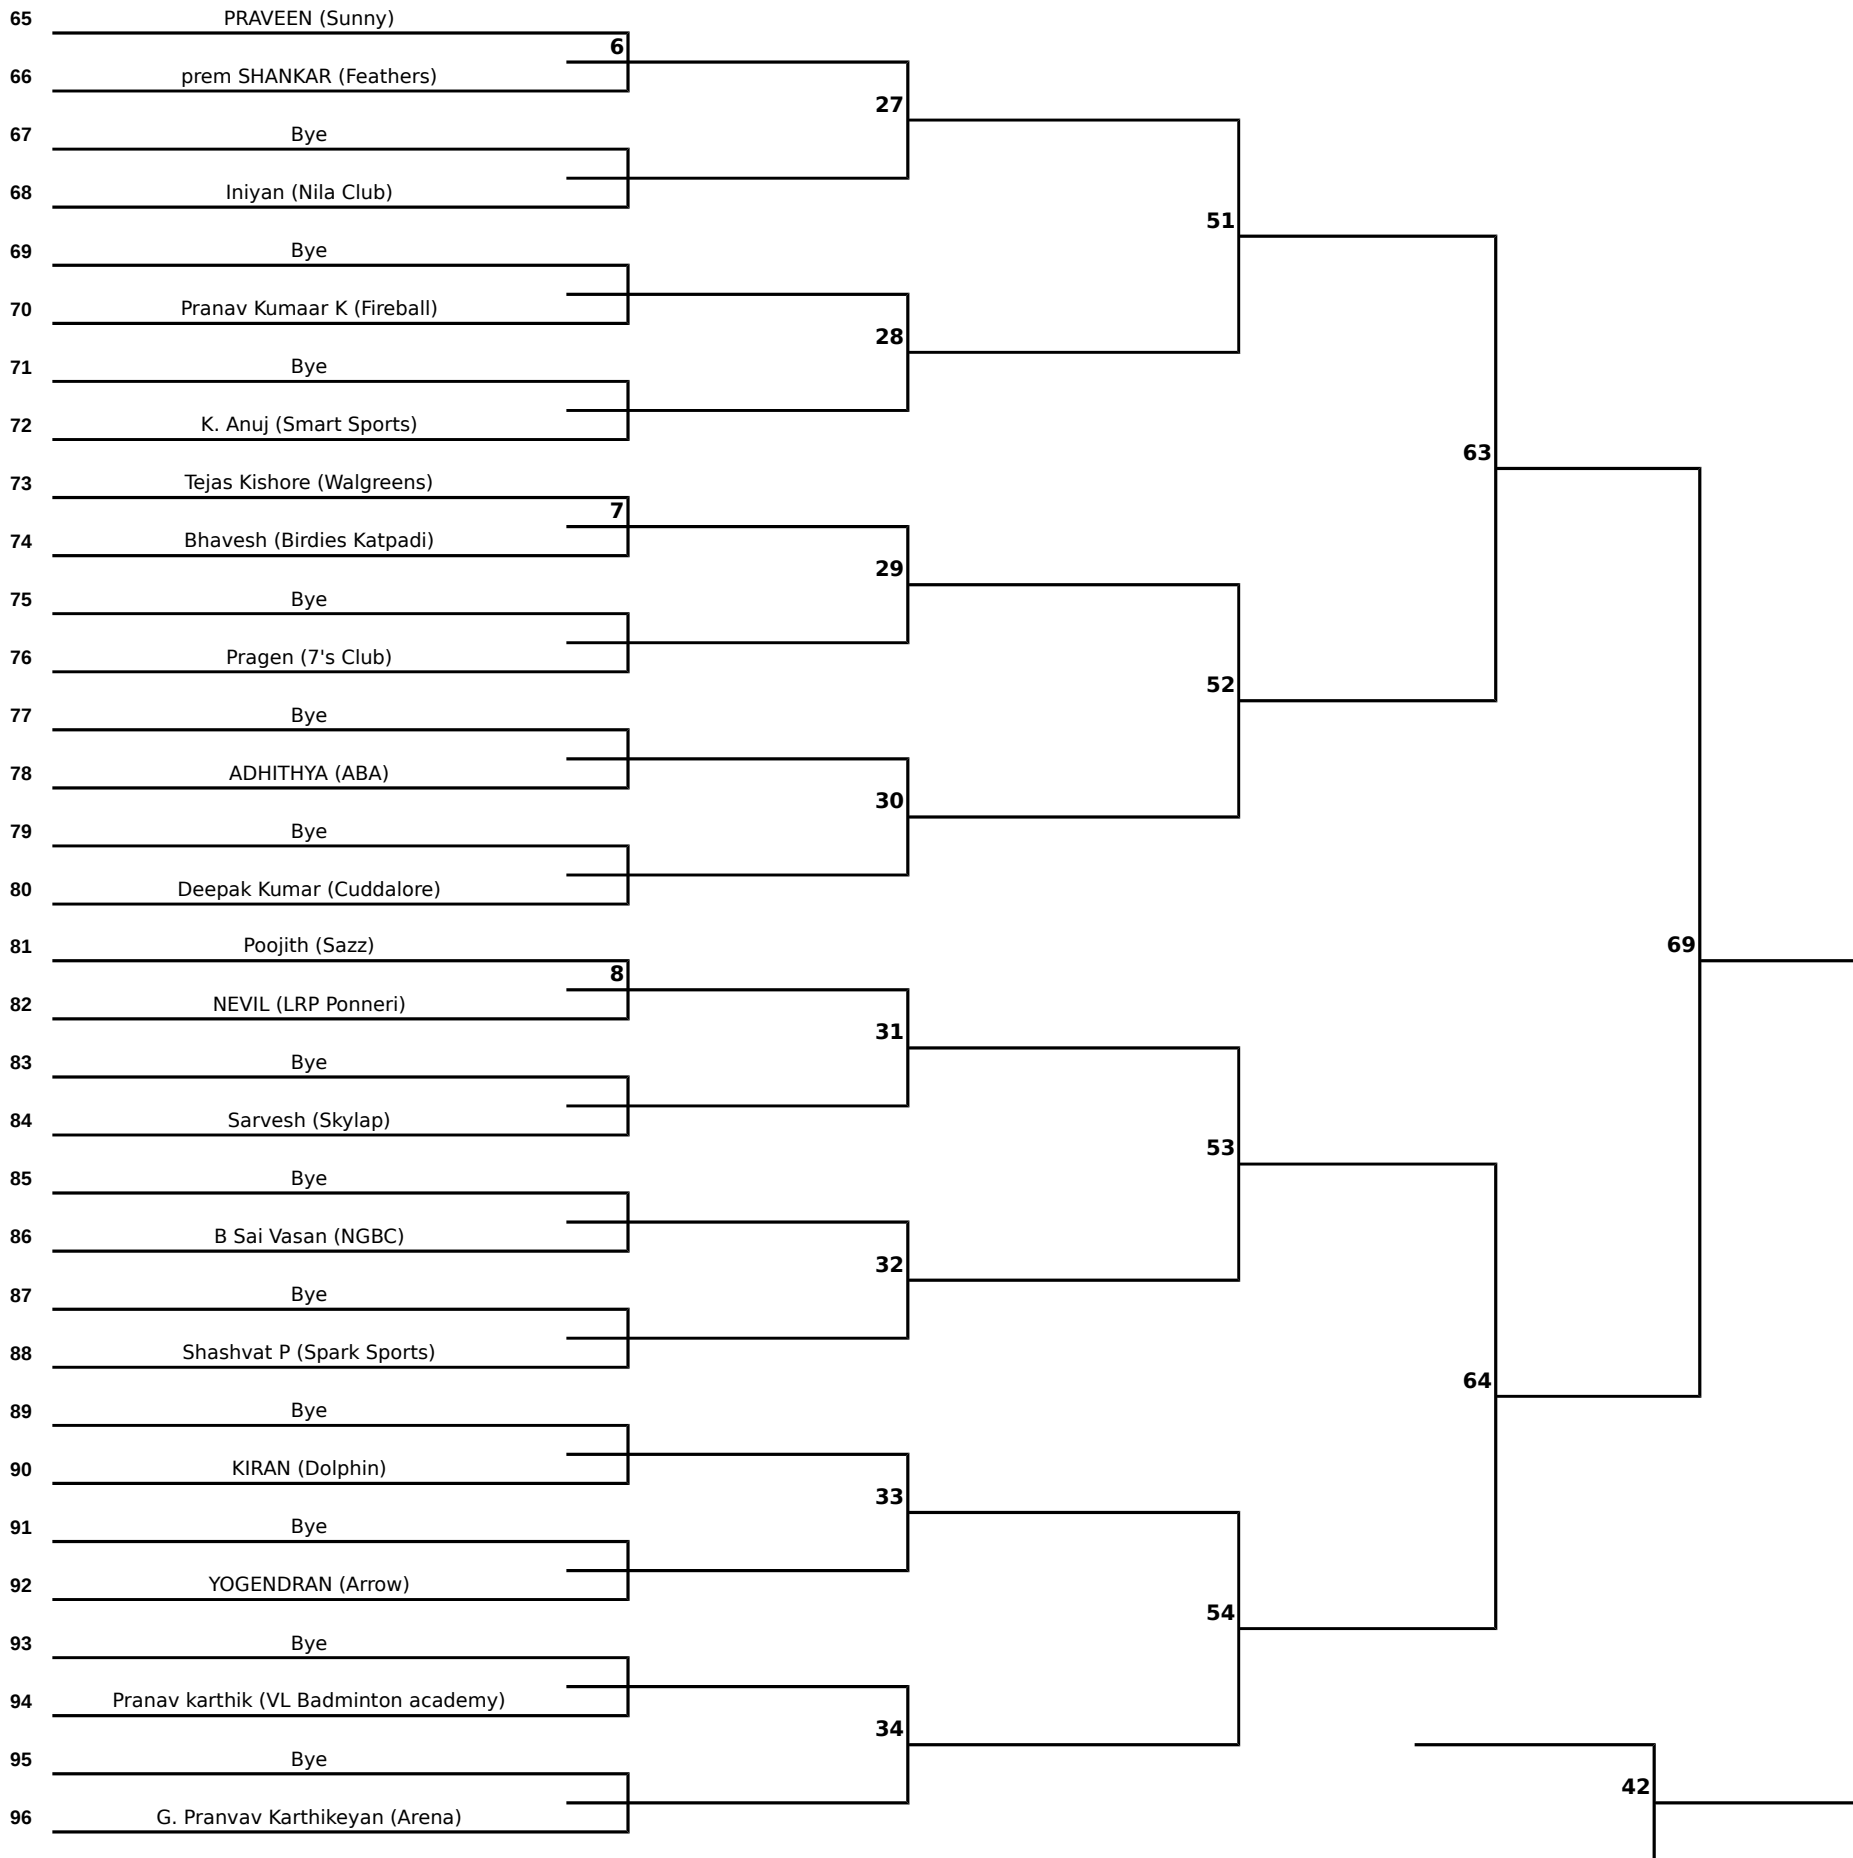 65 PRAVEEN (Sunny)
6
66 prem SHANKAR (Feathers)
27
67 Bye
68 Iniyan (Nila Club)
51
69 Bye
70 Pranav Kumaar K (Fireball)
28
71 Bye
72 K. Anuj (Smart Sports)
63
73 Tejas Kishore (Walgreens)
7
74 Bhavesh (Birdies Katpadi)
29
75 Bye
76 Pragen (7's Club)
52
77 Bye
78 ADHITHYA (ABA)
30
79 Bye
80 Deepak Kumar (Cuddalore)
81 Poojith (Sazz)
69
8
82 NEVIL (LRP Ponneri)
31
83 Bye
84 Sarvesh (Skylap)
53
85 Bye
86 B Sai Vasan (NGBC)
32
87 Bye
88 Shashvat P (Spark Sports)
64
89 Bye
90 KIRAN (Dolphin)
33
91 Bye
92 YOGENDRAN (Arrow)
54
93 Bye
94 Pranav karthik (VL Badminton academy)
34
95 Bye
42
96 G. Pranvav Karthikeyan (Arena)